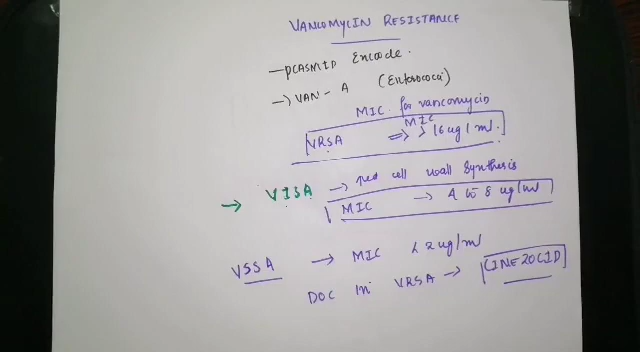 VANCOMYCIN RESISTANCE
- PLASMID Encode.
-> VAN - A (Enterococci)
MIC for vancomycin
VRSA => MIC > 16 ug/ml.
→ VISA → cell wall synthesis
MIC → 4 to 8 ug/ml
VSSA → MIC < 2 ug/ml
DOC in VRSA → LINEZOLID